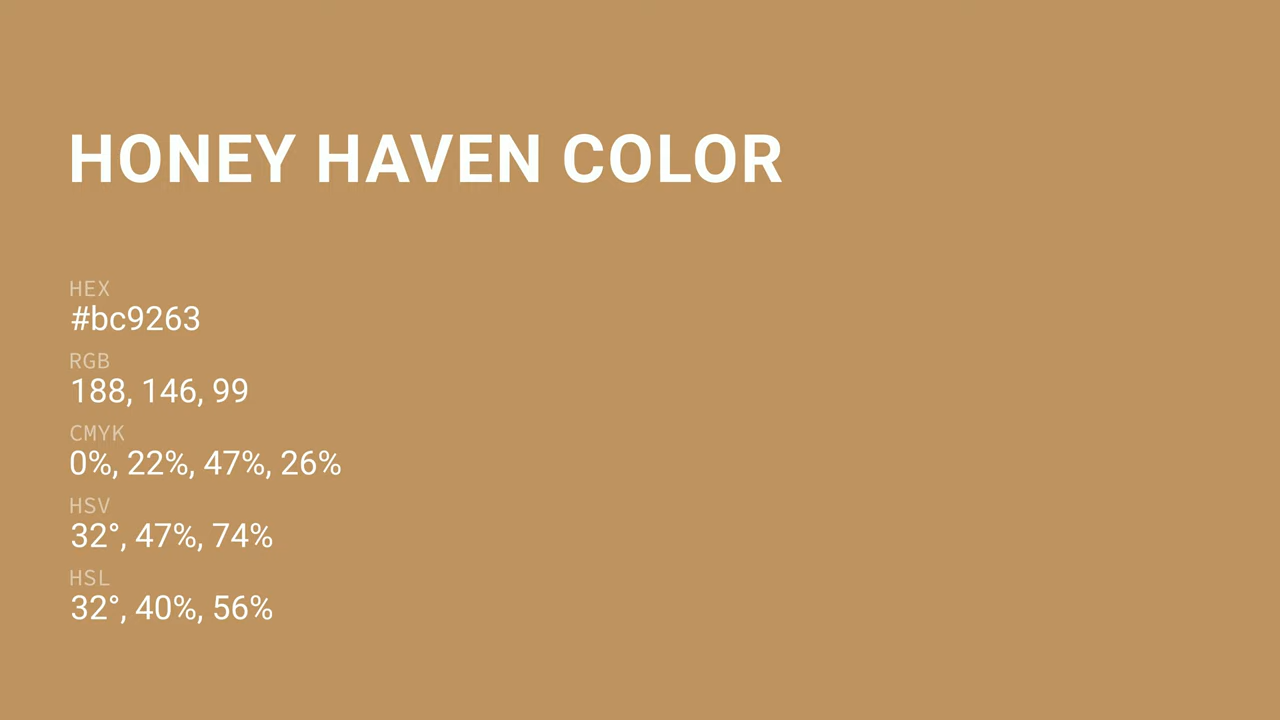 HONEY HAVEN COLOR
HEX
#bc9263
RGB
188, 146, 99
CMYK
0%, 22%, 47%, 26%
HSV
32°, 47%, 74%
HSL
32°, 40%, 56%